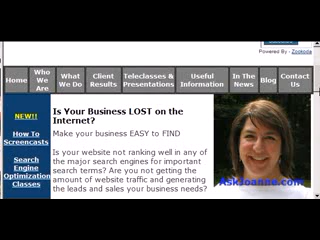 Powered By - Zookoda
Home
Who
We
Are
What
We Do
Client
Results
Teleclasses &
Presentations
Useful
Information
In The
News
Blog
Contact
Us
NEW!!
How To
Screencasts
Search
Engine
Optimization
Classes
Is Your Business LOST on the
Internet?
Make your business EASY to FIND
Is your website not ranking well in any of
the major search engines for important
search terms? Are you not getting the
amount of website traffic and generating
the leads and sales your business needs?
AskJoanne.com